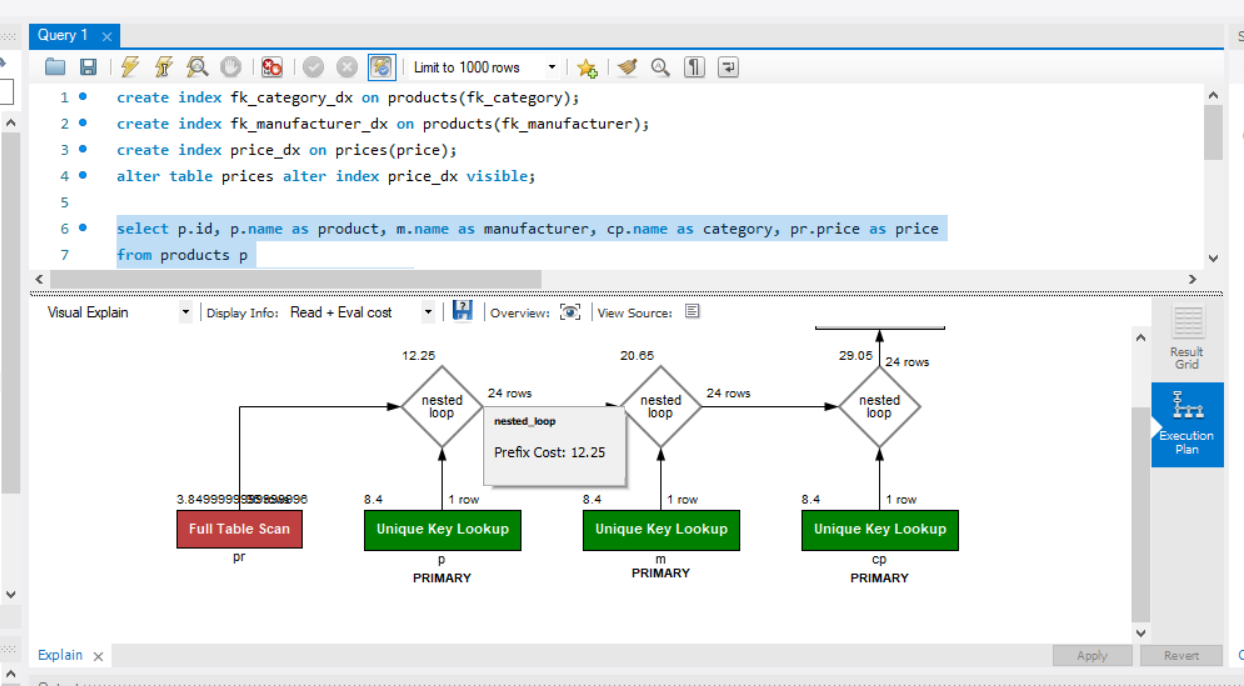 Query 1
Limit to 1000 rows
1 create index fk_category_dx on products(fk_category);
2 create index fk_manufacturer_dx on products(fk_manufacturer);
3 create index price_dx on prices(price);
4 alter table prices alter index price_dx visible;
5
6 select p.id, p.name as product, m.name as manufacturer, cp.name as category, pr.price as price
7 from products p
Visual Explain Display Info: Read + Eval cost Overview: View Source:
Result
Grid
Execution
Plan
12.25 20.65 29.05 24 rows
24 rows 24 rows
nested
loop
nested
loop
nested
loop
nested_loop
Prefix Cost: 12.25
8.4 1 row 8.4 1 row 8.4 1 row
Full Table Scan Unique Key Lookup Unique Key Lookup Unique Key Lookup
pr p m cp
PRIMARY PRIMARY PRIMARY
Explain Apply Revert